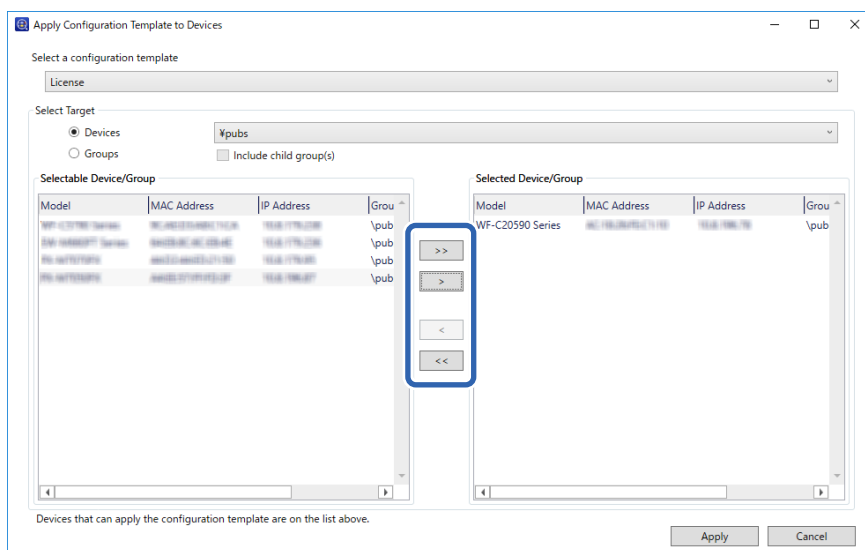 Apply Configuration Template to Devices
Select a configuration template
License
Select Target
Devices
¥pubs
Groups
Include child group(s)
Selectable Device/Group
Selected Device/Group
Model MAC Address IP Address Grou
Model MAC Address IP Address Grou
\pub
WF-C20590 Series \pub
\pub
\pub
\pub
>>
>
<
<<
Devices that can apply the configuration template are on the list above.
Apply Cancel